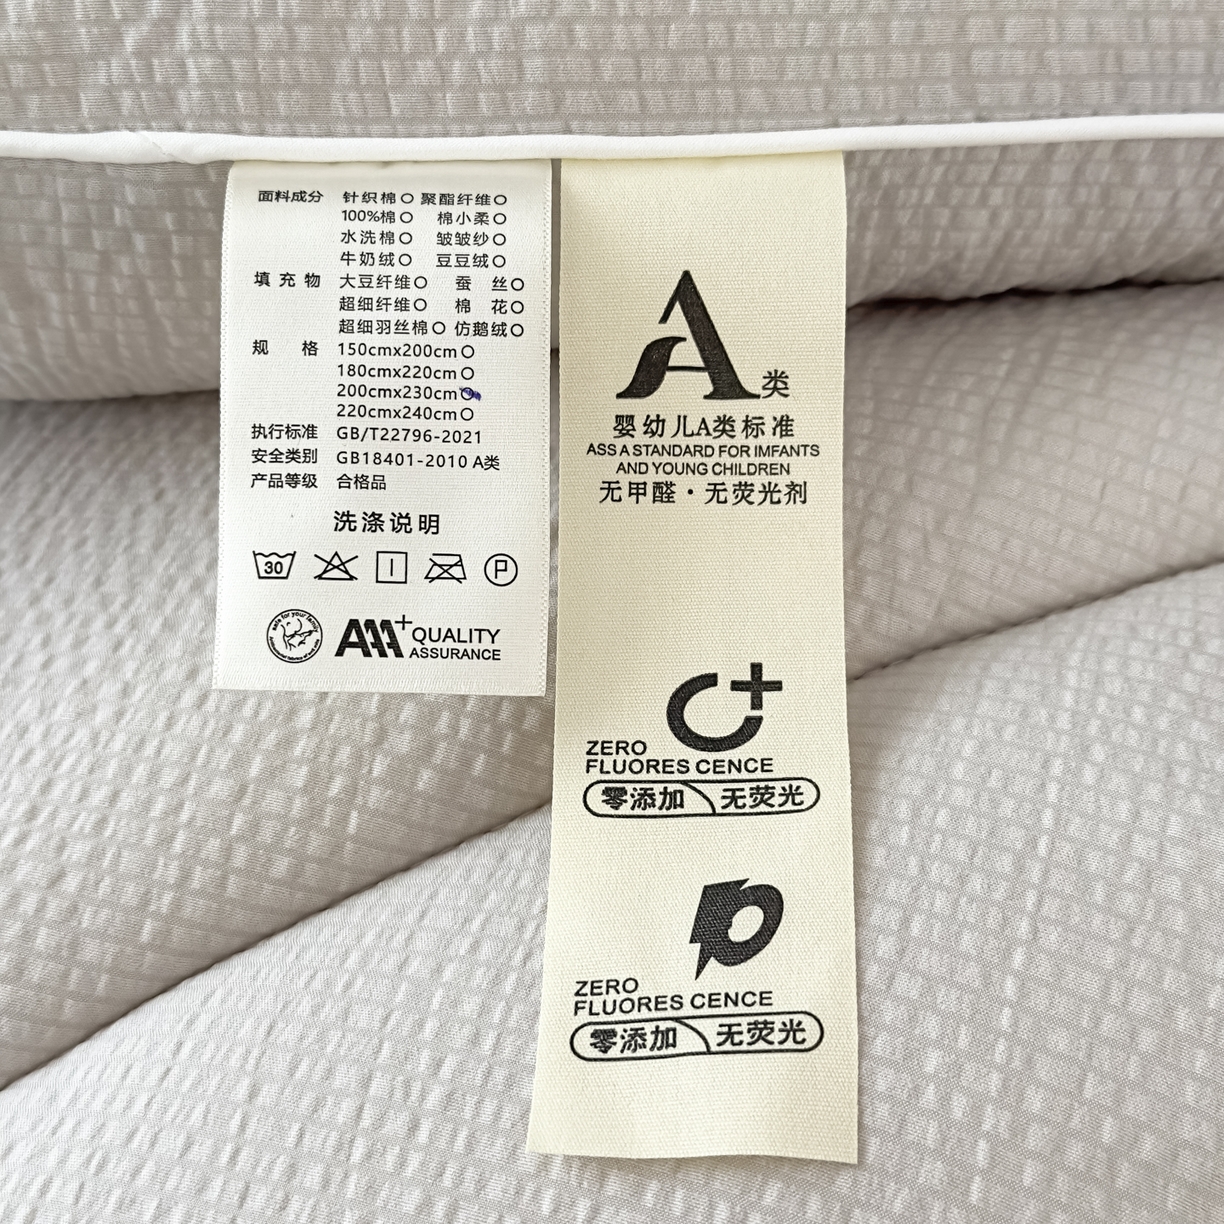 面料成分 针织棉○ 聚酯纤维○
100%棉○ 棉小柔○
水洗棉○ 皱皱纱○
牛奶绒○ 豆豆绒○
填充物 大豆纤维○ 蚕丝○
超细纤维○ 棉花○
超细羽丝棉○ 仿鹅绒○
规格 150cmx200cm○
180cmx220cm○
200cmx230cm○
220cmx240cm○
执行标准 GB/T22796-2021
安全类别 GB18401-2010 A类
产品等级 合格品
洗涤说明
30 P
AAA+ QUALITY
ASSURANCE
safe for your family
A类
婴幼儿A类标准
ASS A STANDARD FOR IMFANTS
AND YOUNG CHILDREN
无甲醛·无荧光剂
C+
ZERO
FLUORES CENCE
零添加 无荧光
ZERO
FLUORES CENCE
零添加 无荧光